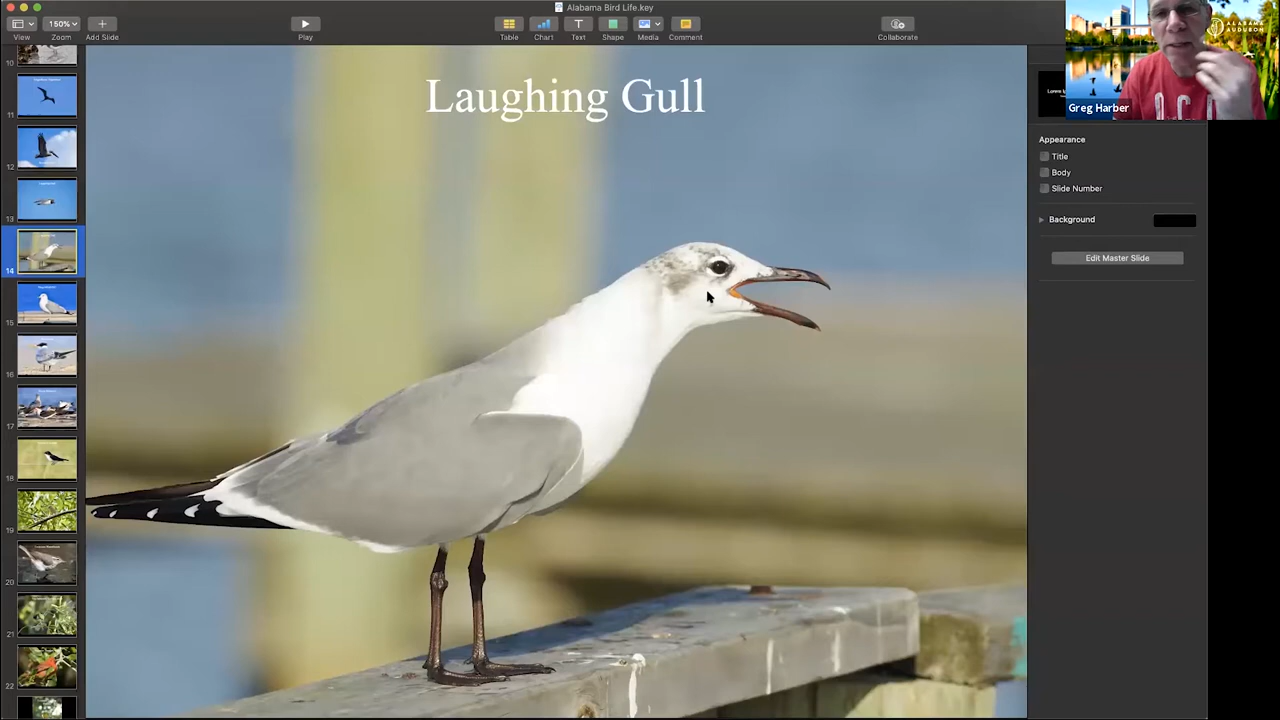 Alabama Bird Life.key
View
150%
Zoom
Add Slide
Play
Table
Chart
Text
Shape
Media
Comment
Collaborate
ALABAMA
AUDUBON
Greg Harber
Laughing Gull
10
11
12
13
14
15
16
17
18
19
20
21
22
Appearance
Title
Body
Slide Number
Background
Edit Master Slide